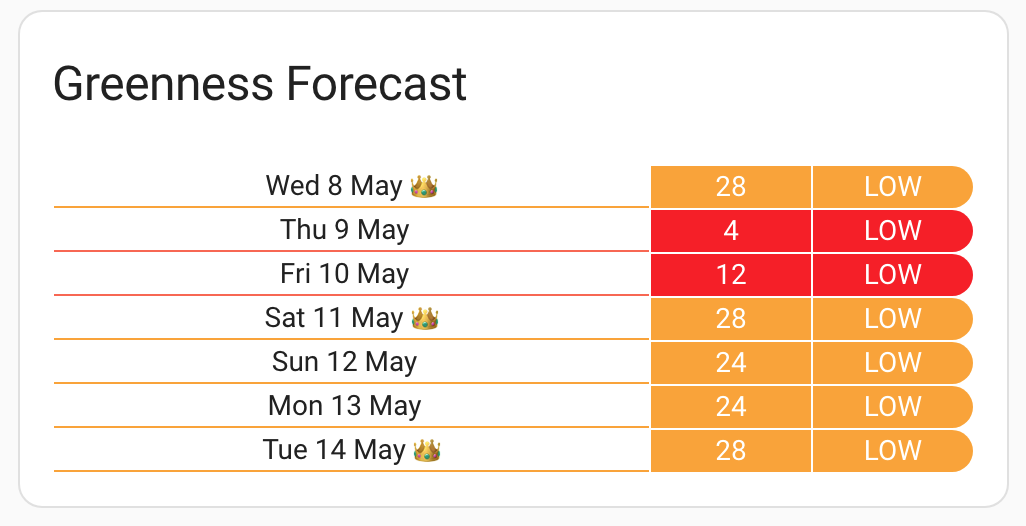 Greenness Forecast
Wed 8 May 👑 28 LOW
Thu 9 May 4 LOW
Fri 10 May 12 LOW
Sat 11 May 👑 28 LOW
Sun 12 May 24 LOW
Mon 13 May 24 LOW
Tue 14 May 👑 28 LOW